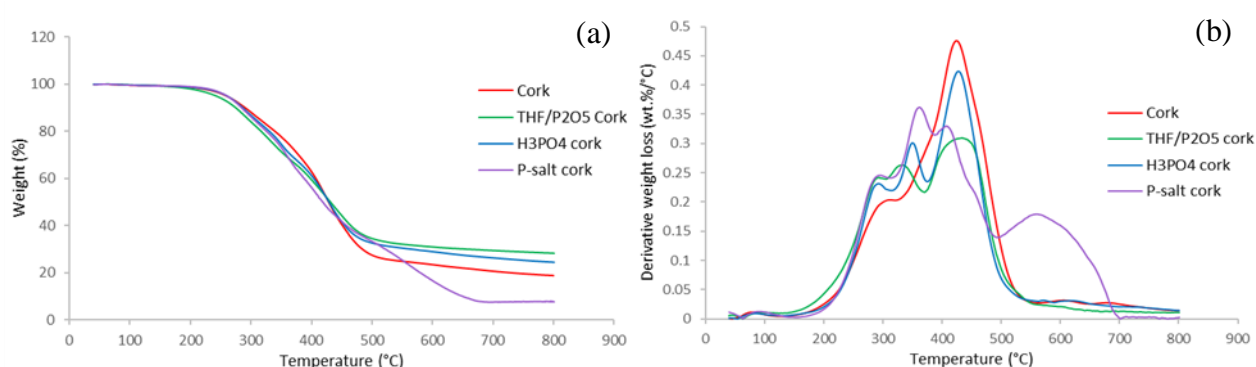 (a)
120
100
80
60
40
20
0
Weight (%)
0 100 200 300 400 500 600 700 800 900
Temperature (°C)
Cork
THF/P2O5 Cork
H3PO4 cork
P-salt cork
(b)
0.5
0.45
0.4
0.35
0.3
0.25
0.2
0.15
0.1
0.05
0
Derivative weight loss (wt.%/°C)
0 100 200 300 400 500 600 700 800 900
Temperature (°C)
Cork
THF/P2O5 Cork
H3PO4 cork
P-salt cork